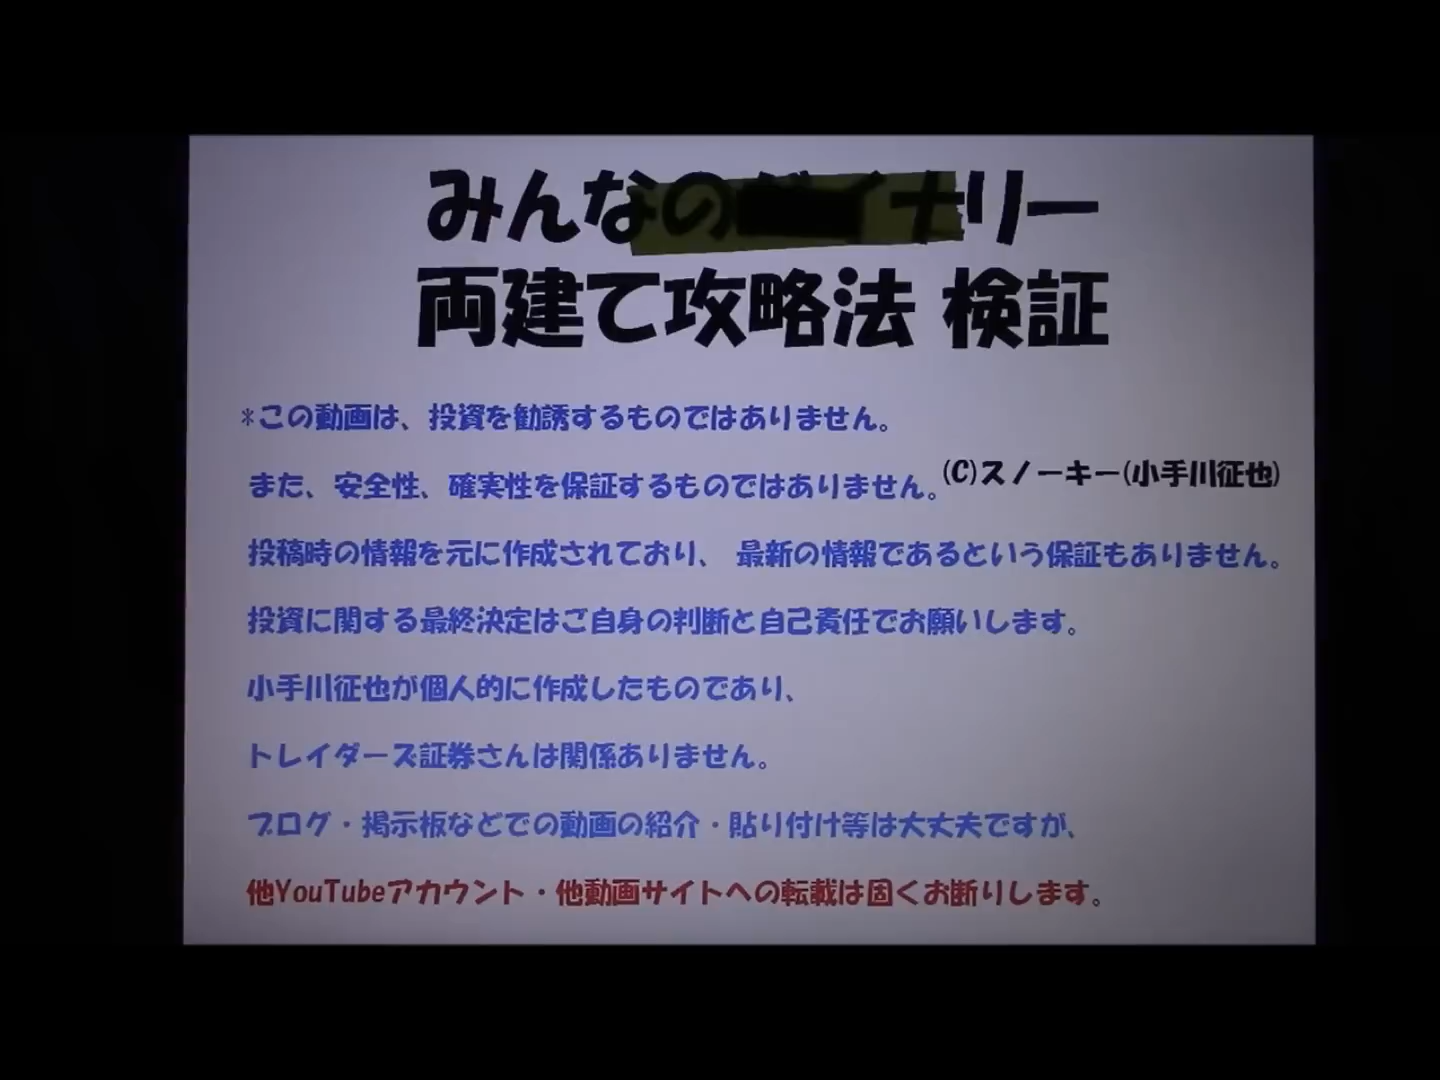 みんなの イナリー
両建て攻略法 検証
*この動画は、投資を勧誘するものではありません。
また、安全性、確実性を保証するものではありません。
(C)スノーキー(小手川征也)
投稿時の情報を元に作成されており、 最新の情報であるという保証もありません。
投資に関する最終決定はご自身の判断と自己責任でお願いします。
小手川征也が個人的に作成したものであり、
トレイダーズ証券さんは関係ありません。
ブログ・掲示板などでの動画の紹介・貼り付け等は大丈夫ですが、
他YouTubeアカウント・他動画サイトへの転載は固くお断りします。